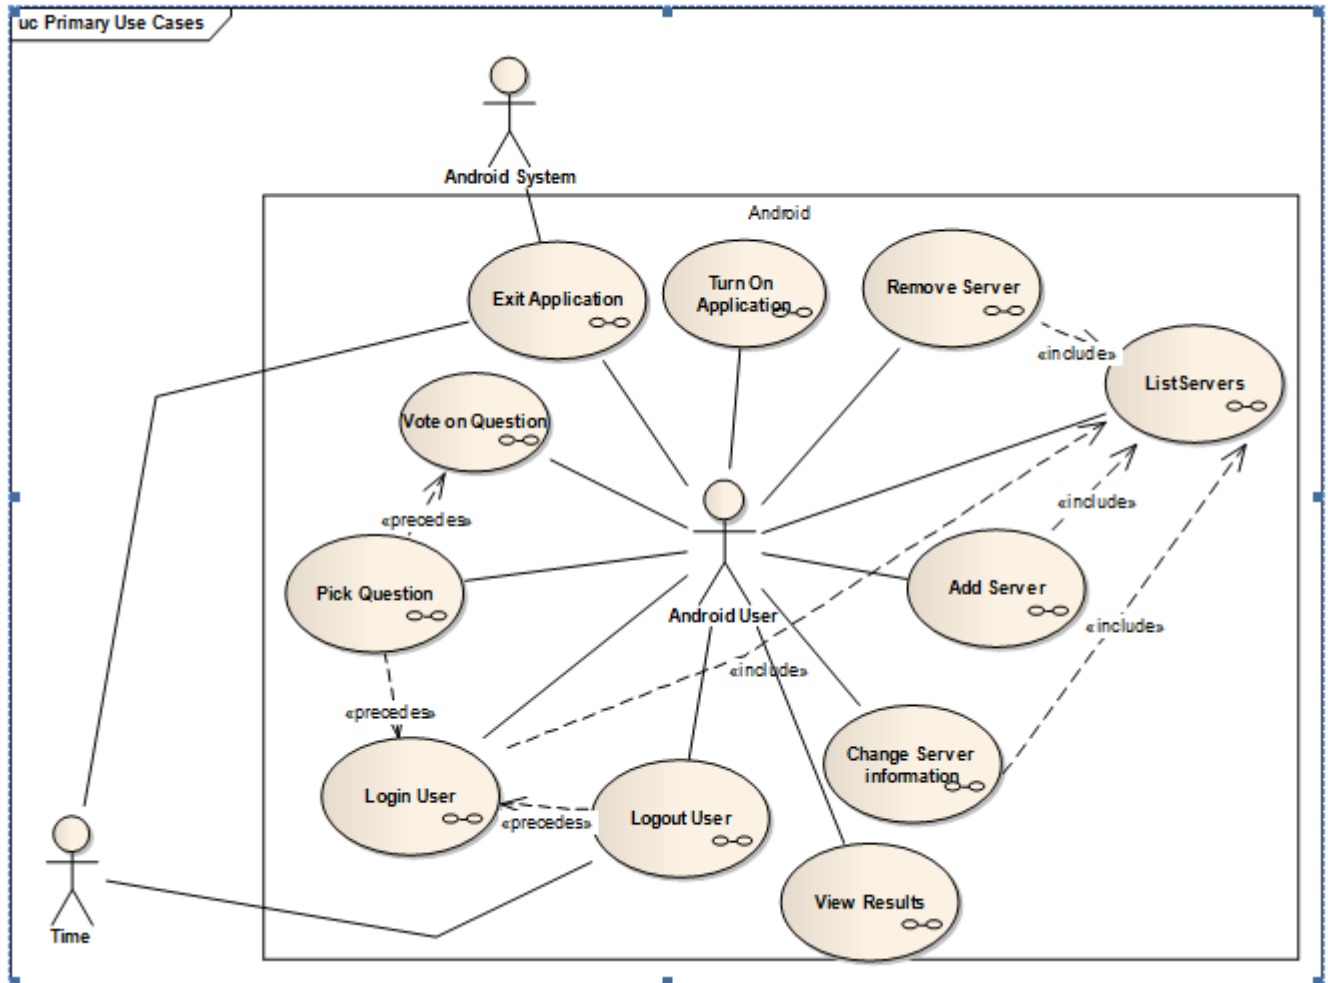 uc Primary Use Cases
Android System
Android
Exit Application
Turn On
Application
Remove Server
«include»
ListServers
Vote on Question
«precedes»
«include»
Pick Question
Add Server
Android User
«include»
«include»
«precedes»
Change Server
information
Login User
«precedes»
Logout User
View Results
Time